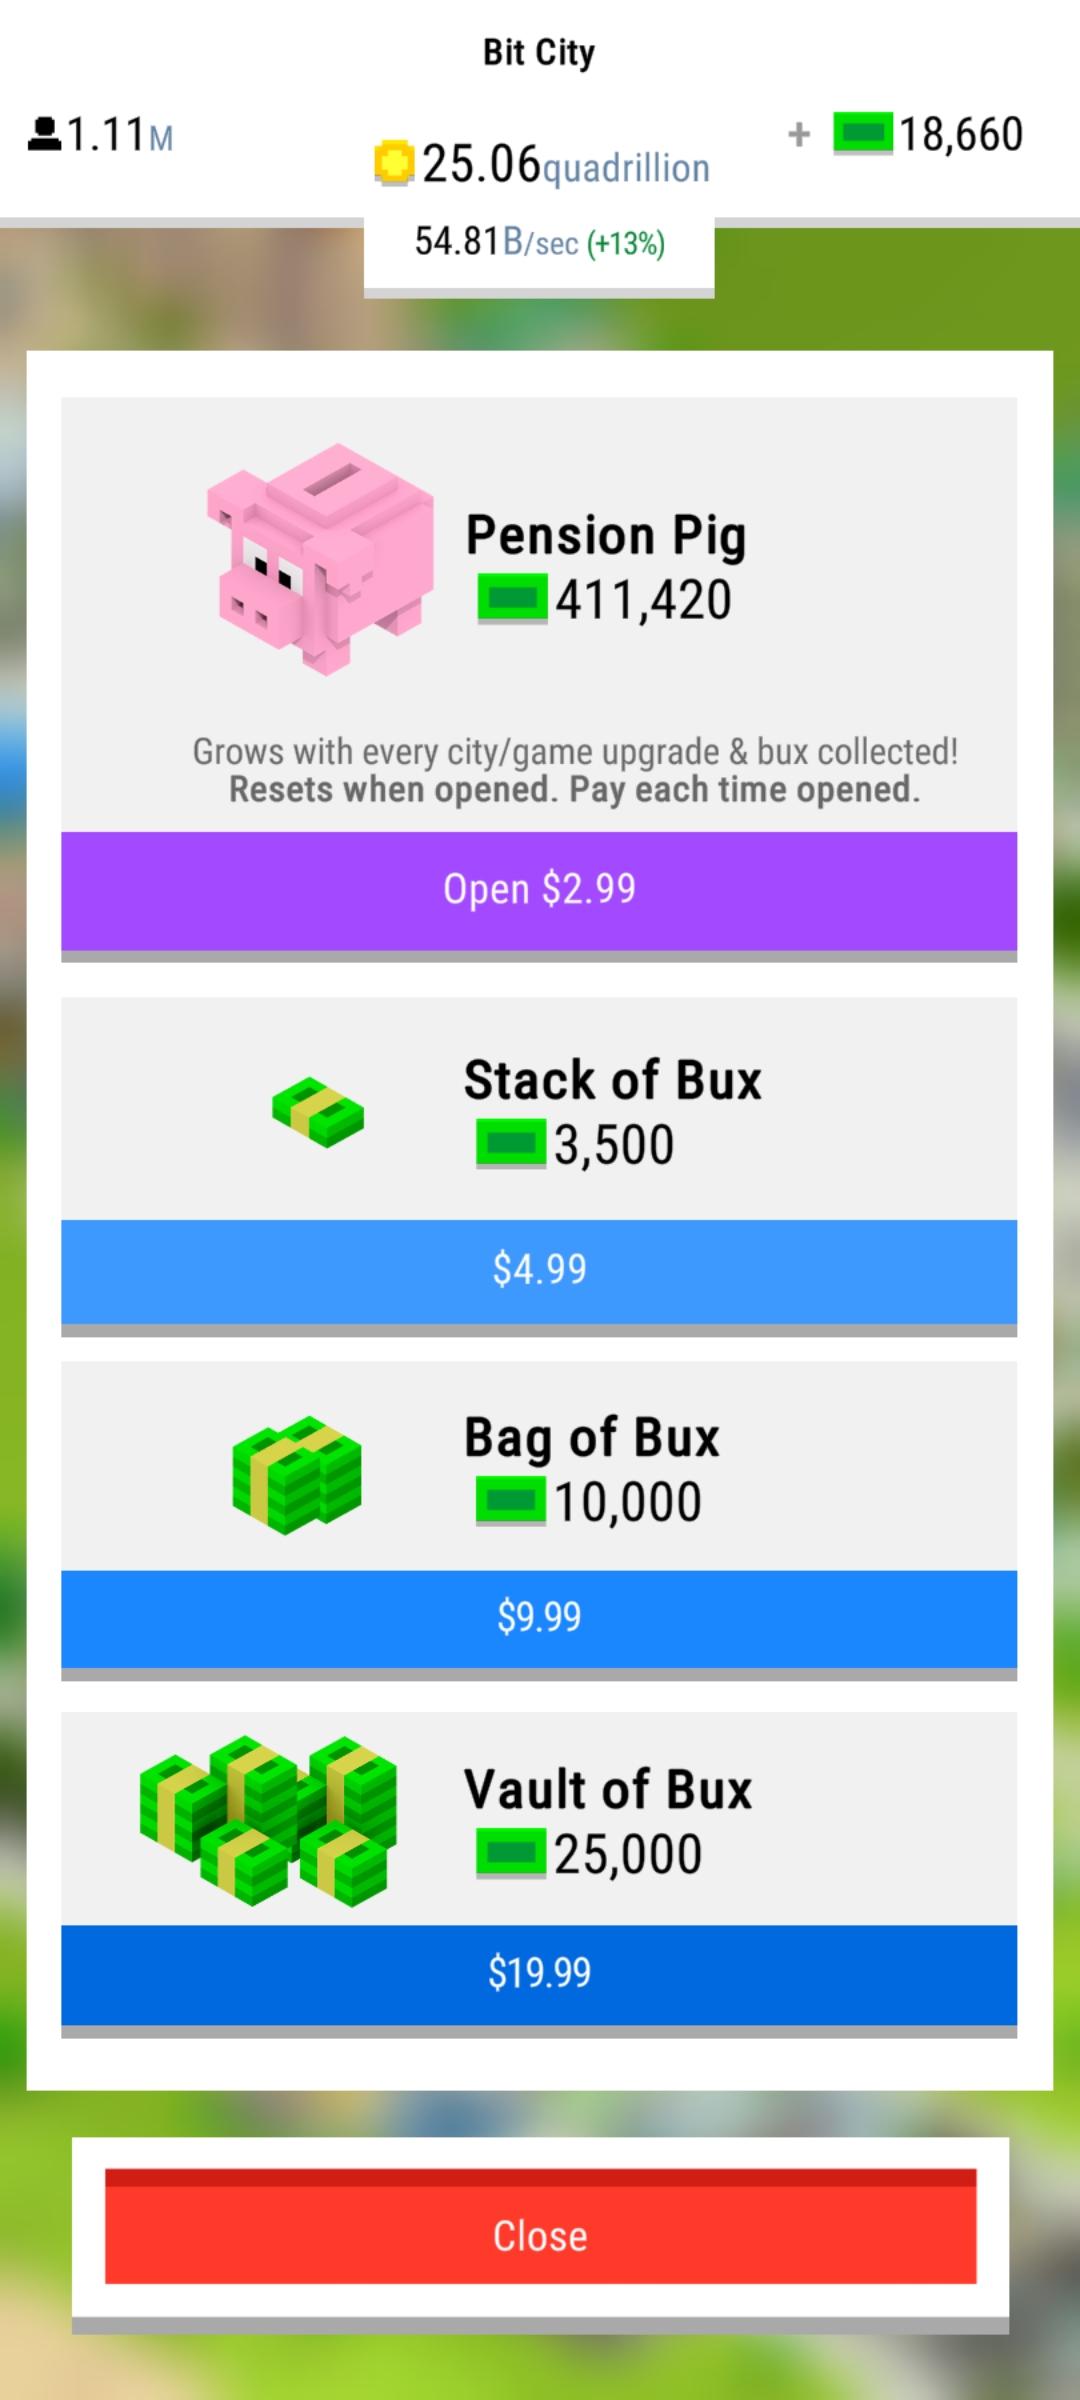 Bit City
1.11M
25.06quadrillion
+ 18,660
54.81B/sec (+13%)
Pension Pig
411,420
Grows with every city/game upgrade & bux collected!
Resets when opened. Pay each time opened.
Open $2.99
Stack of Bux
3,500
$4.99
Bag of Bux
10,000
$9.99
Vault of Bux
25,000
$19.99
Close